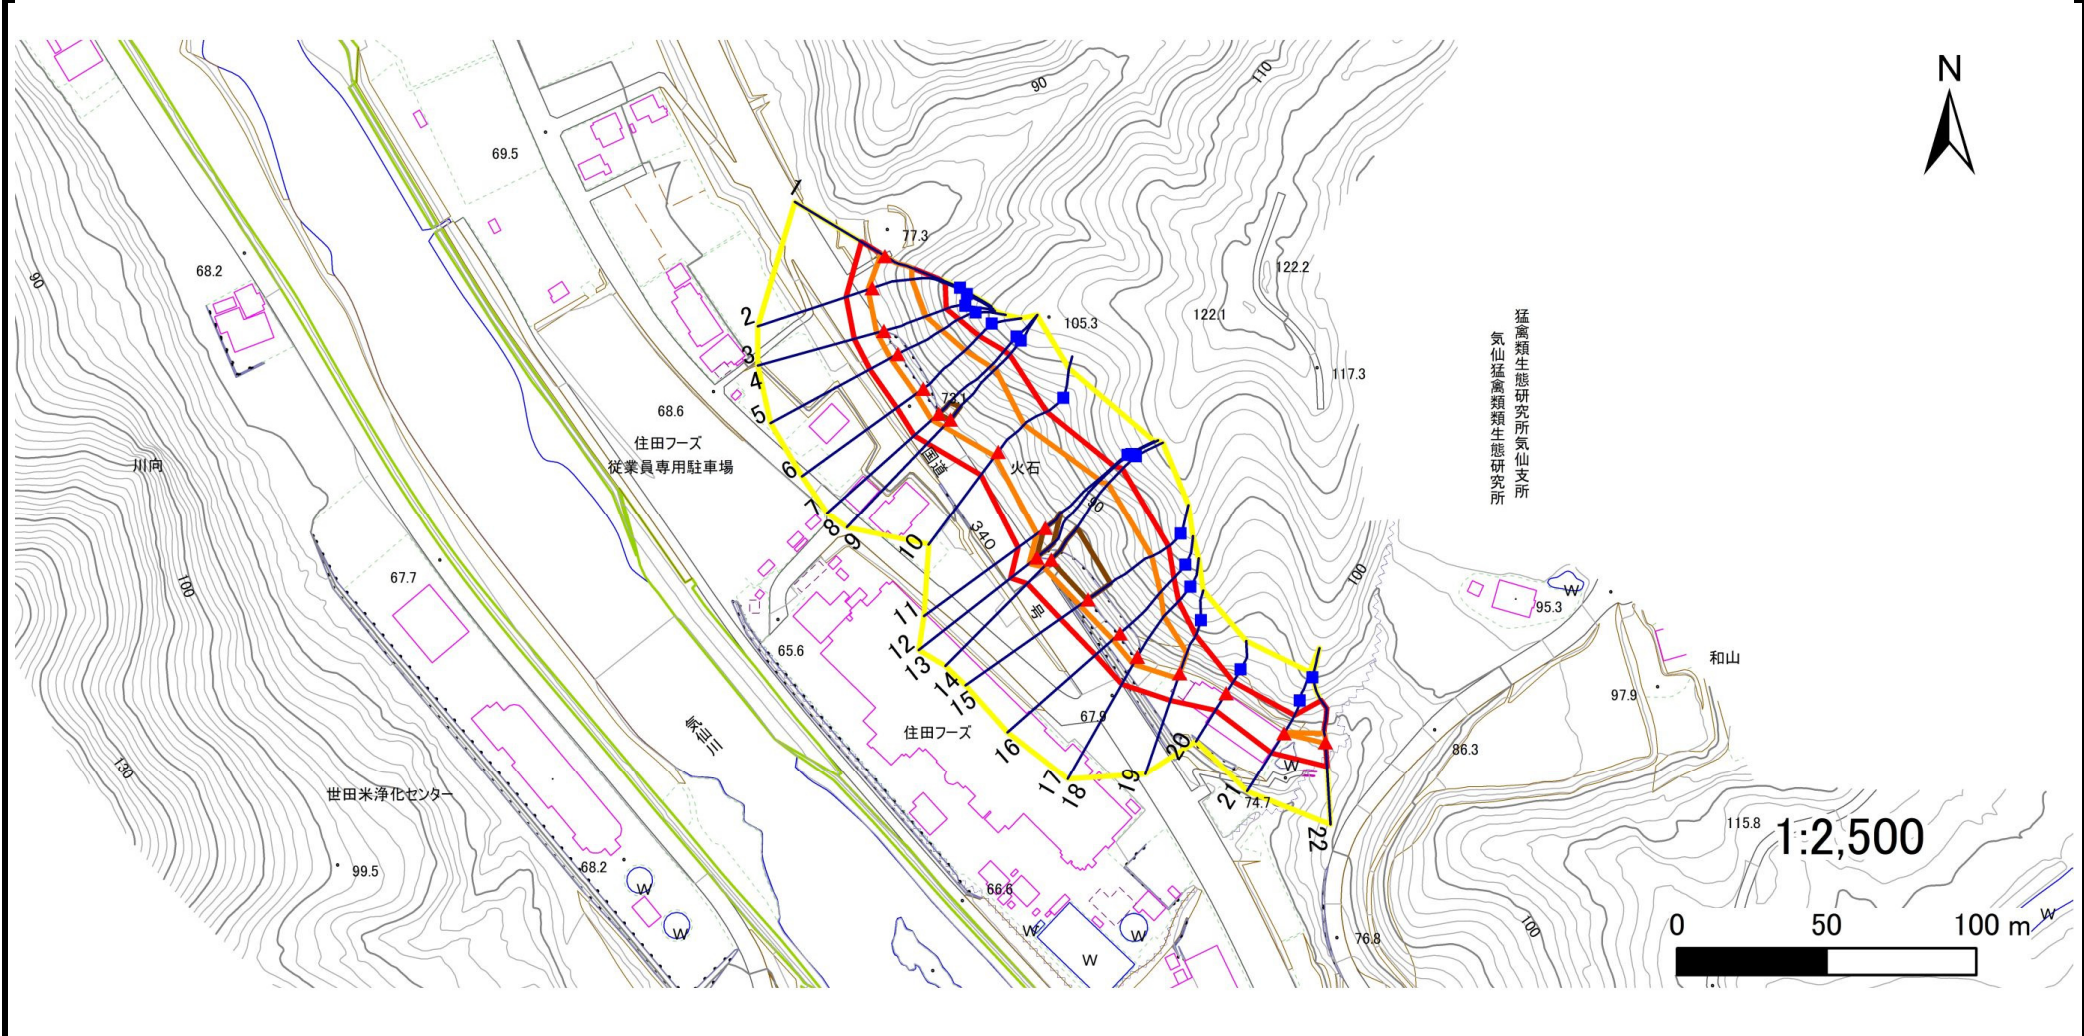 N
90
110
69.5
1
77.3
68.2
122.2
90
2
105.3
122.1
猛禽類生態研究所気仙支所
気仙猛禽類類生態研究所
3
4
117.3
5
68.6
73.1
住田フーズ
従業員専用駐車場
川向
6
国道
火石
7
8
9
90
10
340
100
67.7
100
11
号
W
95.3
12
13
65.6
14
15
和山
97.9
67.9
気仙川
住田フーズ
16
20
86.3
130
世田米浄化センター
17
18
19
W
21
74.7
22
115.8
1:2,500
99.5
68.2
W
66.6
100
0 50 100 m
W
W
W
W
W
76.8